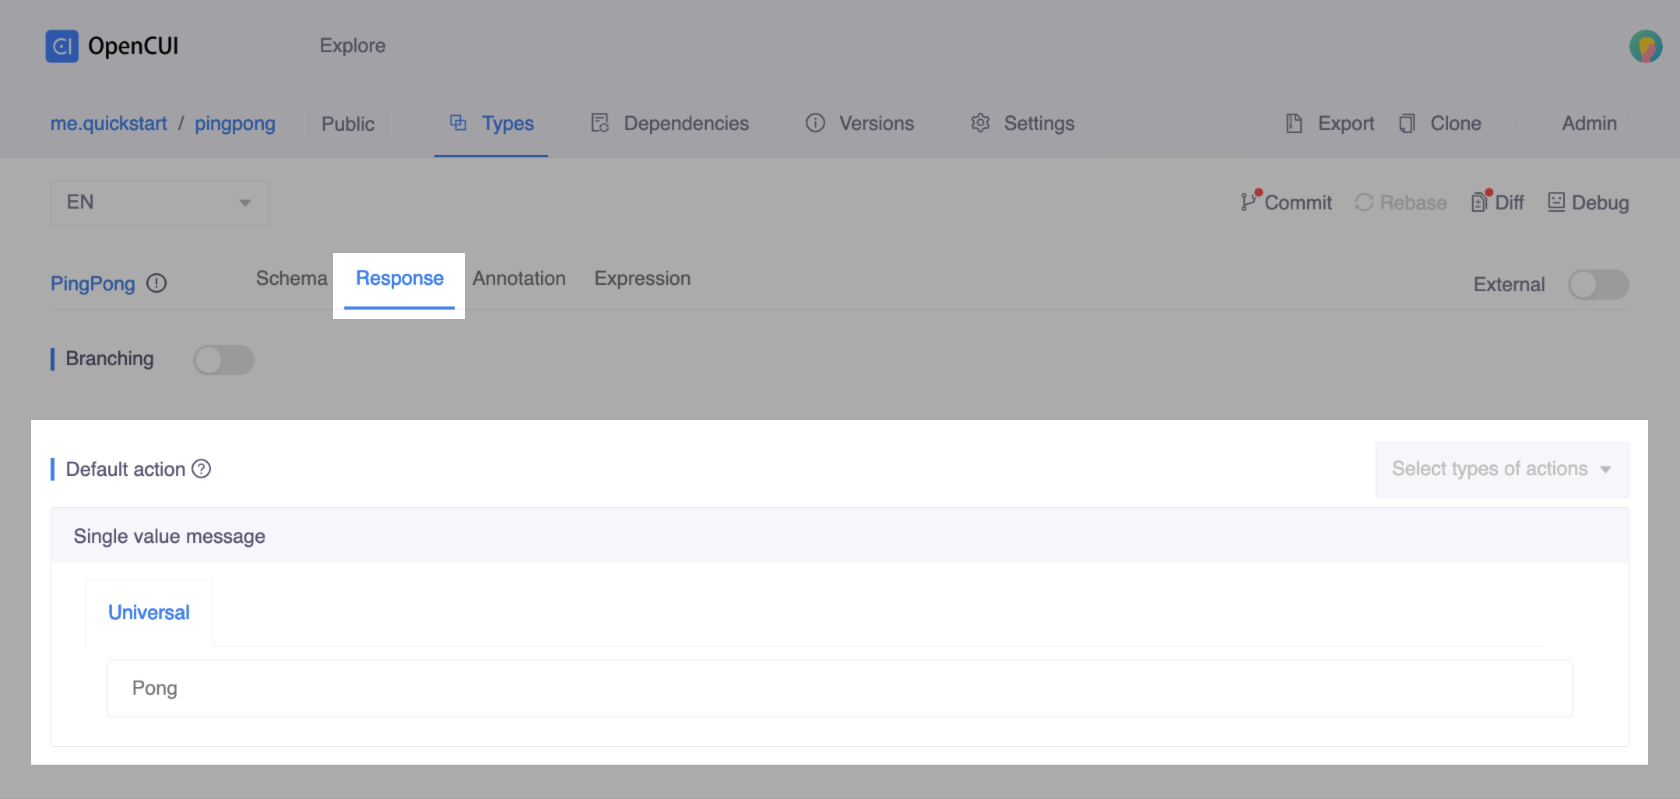 OpenCUI Explore
me.quickstart / pingpong Public Types Dependencies Versions Settings Export Clone Admin
EN Commit Rebase Diff Debug
PingPong Schema Response Annotation Expression External
Branching
Default action Select types of actions
Single value message
Universal
Pong